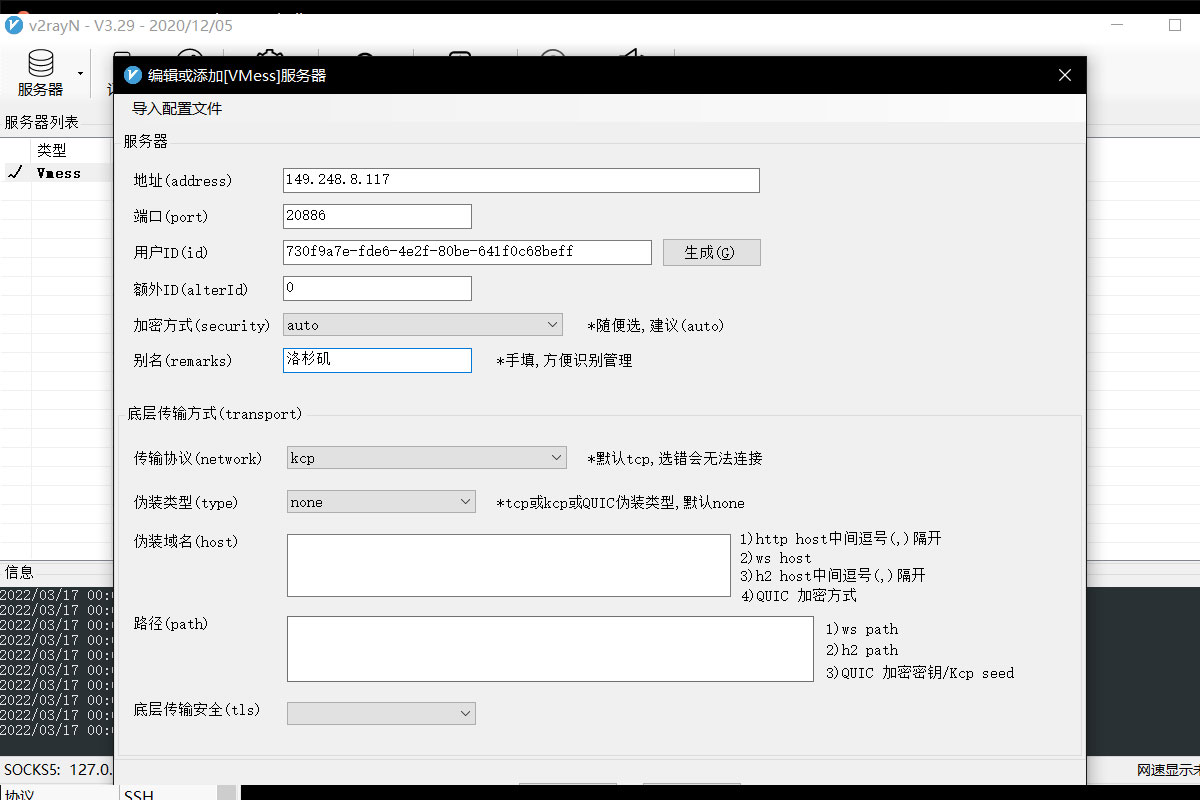 v2rayN - V3.29 - 2020/12/05
服务器
编辑或添加[VMess]服务器
导入配置文件
服务器列表
类型
Vmess
服务器
地址(address) 149.248.8.117
端口(port) 20886
用户ID(id) 730f9a7e-fde6-4e2f-80be-641f0c68beff 生成(G)
额外ID(alterId) 0
加密方式(security) auto *随便选,建议(auto)
别名(remarks) 洛杉矶 *手填,方便识别管理
底层传输方式(transport)
传输协议(network) kcp *默认tcp,选错会无法连接
伪装类型(type) none *tcp或kcp或QUIC伪装类型,默认none
伪装域名(host)
1)http host中间逗号(,)隔开
2)ws host
3)h2 host中间逗号(,)隔开
4)QUIC 加密方式
路径(path)
1)ws path
2)h2 path
3)QUIC 加密密钥/Kcp seed
底层传输安全(tls)
信息
2022/03/17 00:
2022/03/17 00:
2022/03/17 00:
2022/03/17 00:
2022/03/17 00:
2022/03/17 00:
2022/03/17 00:
2022/03/17 00:
2022/03/17 00:
2022/03/17 00:
SOCKS5: 127.0.
网速显示未
协议 SSH